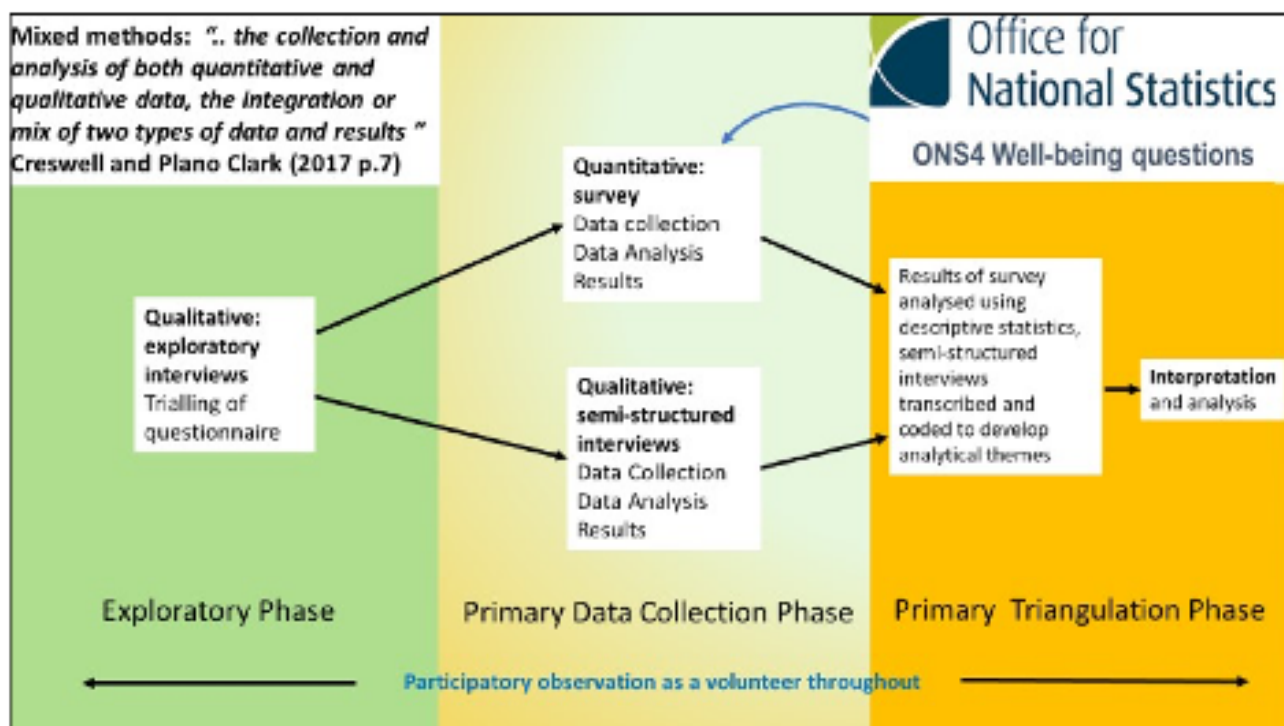 Mixed methods: ".. the collection and
analysis of both quantitative and
qualitative data, the integration or
mix of two types of data and results "
Creswell and Plano Clark (2017 p.7)
Office for
National Statistics
ONS4 Well-being questions
Quantitative:
survey
Data collection
Data Analysis
Results
Qualitative:
exploratory
interviews
Trialling of
questionnaire
Qualitative:
semi-structured
interviews
Data Collection
Data Analysis
Results
Results of survey
analysed using
descriptive statistics,
semi-structured
interviews
transcribed and
coded to develop
analytical themes
Interpretation
and analysis
Exploratory Phase
Primary Data Collection Phase
Primary Triangulation Phase
Participatory observation as a volunteer throughout